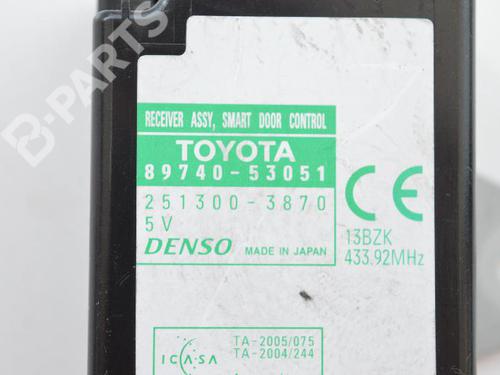 RECEIVER ASSY, SMART DOOR CONTROL
TOYOTA
89740-53051
251300-3870
5V
DENSO MADE IN JAPAN
CE
13BZK
433.92MHz
TA-2005/075
TA-2004/244
ICASA
B-PARTS